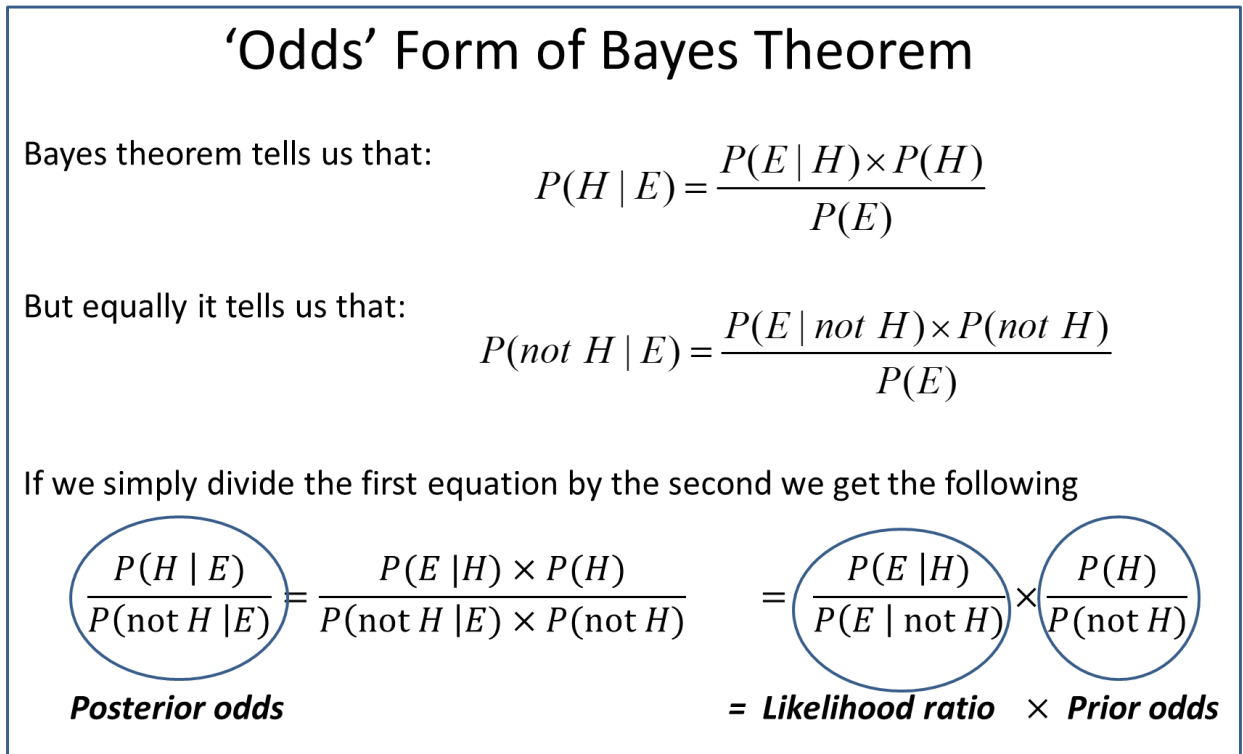 ‘Odds’ Form of Bayes Theorem
Bayes theorem tells us that:
P(H | E) = P(E | H) × P(H) / P(E)
But equally it tells us that:
P(not H | E) = P(E | not H) × P(not H) / P(E)
If we simply divide the first equation by the second we get the following
P(H | E) / P(not H |E) = P(E |H) × P(H) / P(not H |E) × P(not H) = P(E |H) / P(E | not H) × P(H) / P(not H)
Posterior odds = Likelihood ratio × Prior odds